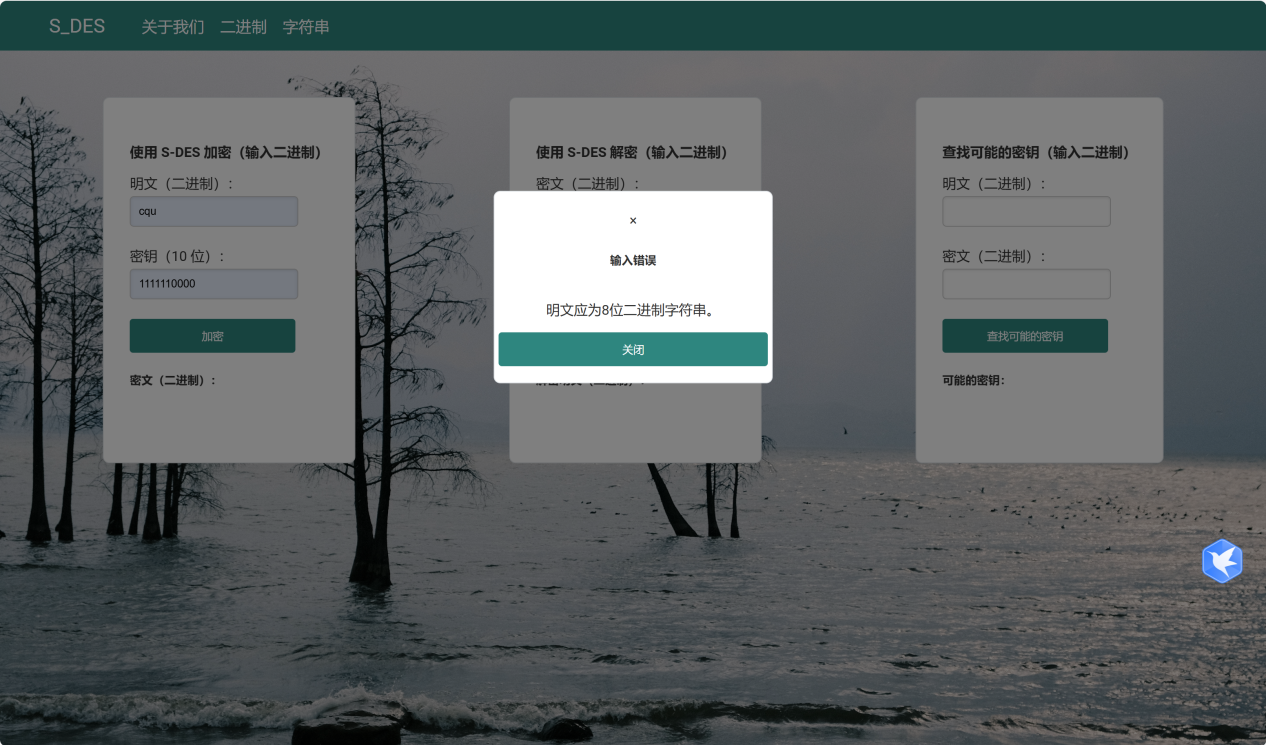 S_DES 关于我们 二进制 字符串
使用 S-DES 加密（输入二进制）
明文（二进制）：
cqu
密钥（10 位）：
1111110000
加密
密文（二进制）：
使用 S-DES 解密（输入二进制）
密文（二进制）：
×
输入错误
明文应为8位二进制字符串。
关闭
查找可能的密钥（输入二进制）
明文（二进制）：
密文（二进制）：
查找可能的密钥
可能的密钥：